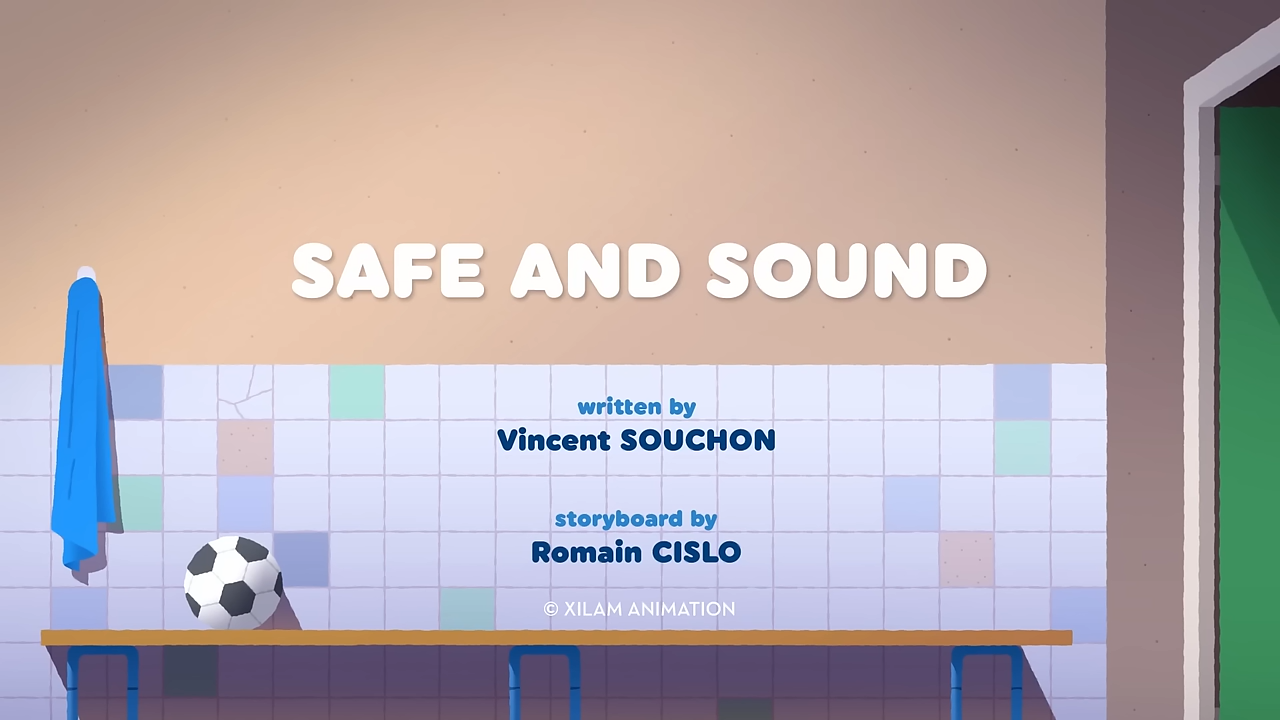 SAFE AND SOUND
written by
Vincent SOUCHON
storyboard by
Romain CISLO
© XILAM ANIMATION